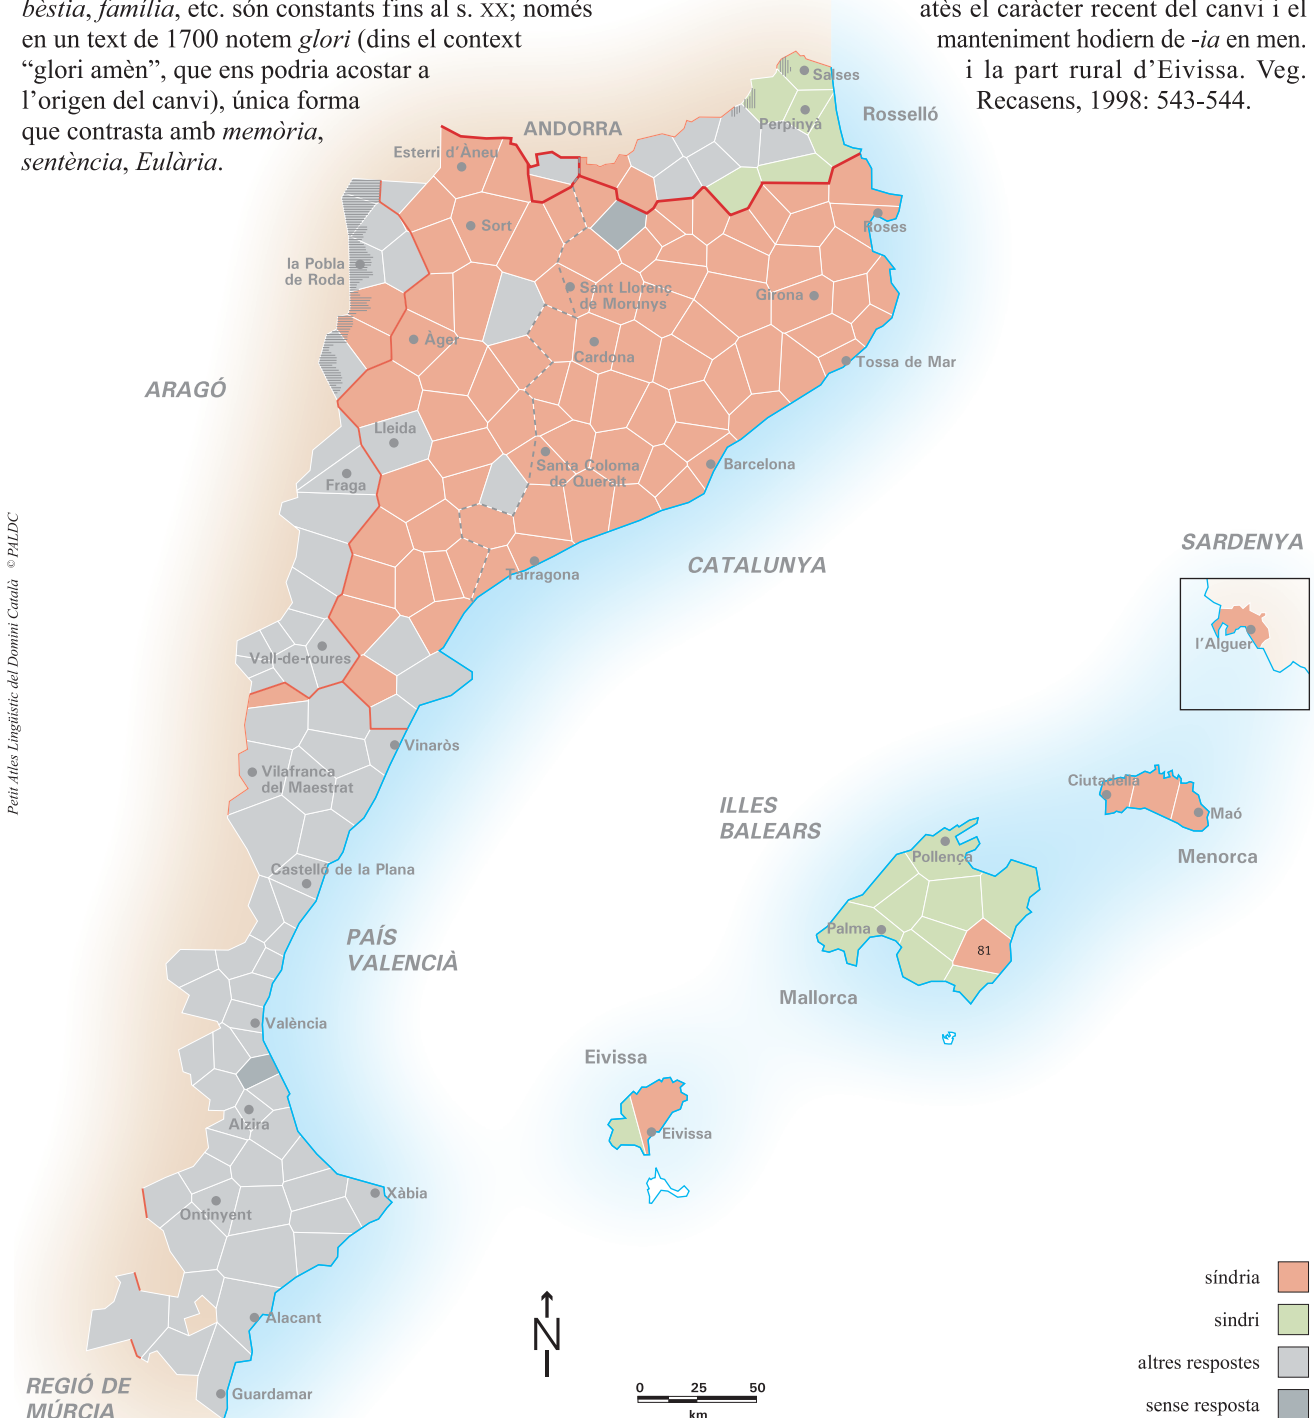 bèstia, família, etc. són constants fins al s. XX; només
en un text de 1700 notem glori (dins el context
“glori amèn”, que ens podria acostar a
l’origen del canvi), única forma
que contrasta amb memòria,
sentència, Eulària.
atès el caràcter recent del canvi i el
manteniment hodiern de -ia en men.
i la part rural d’Eivissa. Veg.
Recasens, 1998: 543-544.
Salses
Rosselló
Perpinyà
ANDORRA
Esterri d’Àneu
Sort
Roses
la Pobla
de Roda
Sant Llorenç
de Morunys
Girona
Àger
Cardona
Tossa de Mar
ARAGÓ
Lleida
Santa Coloma
de Queralt
Barcelona
Fraga
Petit Atles Lingüístic del Domini Català © PALDC
SARDENYA
CATALUNYA
Tarragona
l’Alguer
Vall-de-roures
Vinaròs
Vilafranca
del Maestrat
Ciutadella
Maó
ILLES
BALEARS
Menorca
Pollença
Castelló de la Plana
Palma
81
PAÍS
VALENCIÀ
Mallorca
València
Eivissa
Alzira
Eivissa
Xàbia
Ontinyent
síndria
Alacant
sindri
N
altres respostes
REGIÓ DE
MÚRCIA
Guardamar
0 25 50
km
sense resposta